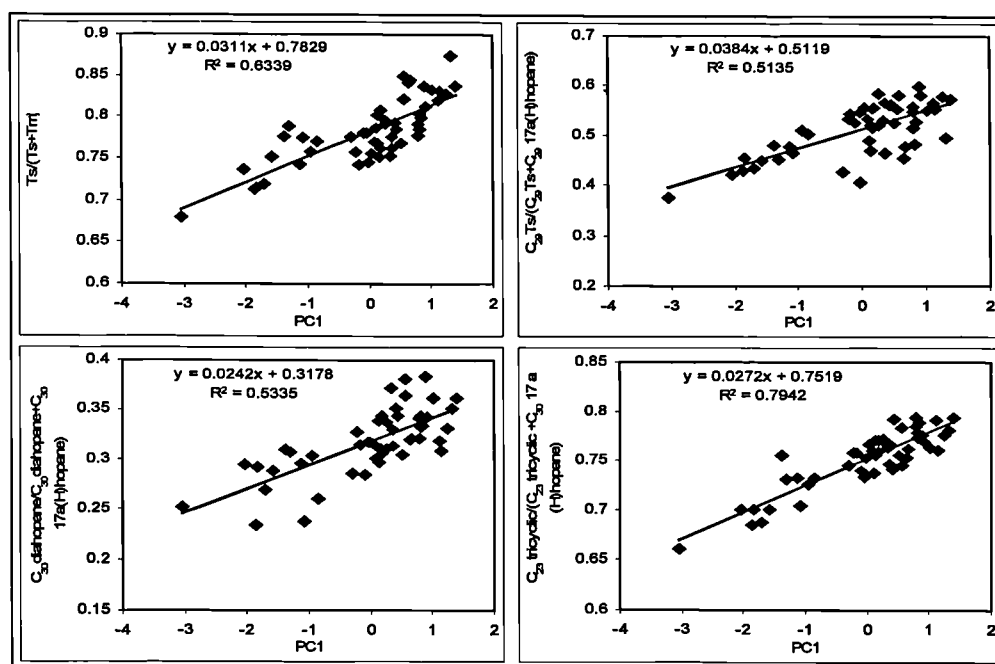 y = 0.0311x + 0.7829
R² = 0.6339
Ts/(Ts+Tm)
0.9
0.85
0.8
0.75
0.7
0.65
0.6
-4 -3 -2 -1 0 1 2
PC1
y = 0.0384x + 0.5119
R² = 0.5135
C29Ts/(C29Ts+C29 17a(H)hopane)
0.7
0.6
0.5
0.4
0.3
0.2
-4 -3 -2 -1 0 1 2
PC1
y = 0.0242x + 0.3178
R² = 0.5335
C30 diahopane/C30 diahopane+C30
17a(H)hopane)
0.4
0.35
0.3
0.25
0.2
0.15
-4 -3 -2 -1 0 1 2
PC1
y = 0.0272x + 0.7519
R² = 0.7942
C23 tricyclic/(C23 tricyclic +C30 17 a
(H)hopane)
0.85
0.8
0.75
0.7
0.65
0.6
-4 -3 -2 -1 0 1 2
PC1